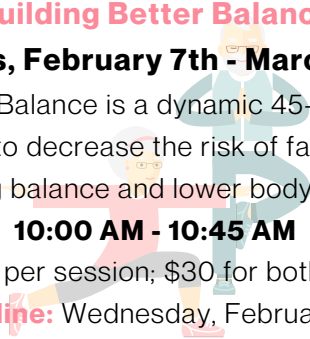 uilding Better Balanc
s, February 7th - Marc
Balance is a dynamic 45-
to decrease the risk of fa
g balance and lower body
10:00 AM - 10:45 AM
per session; $30 for bot
line: Wednesday, Februa